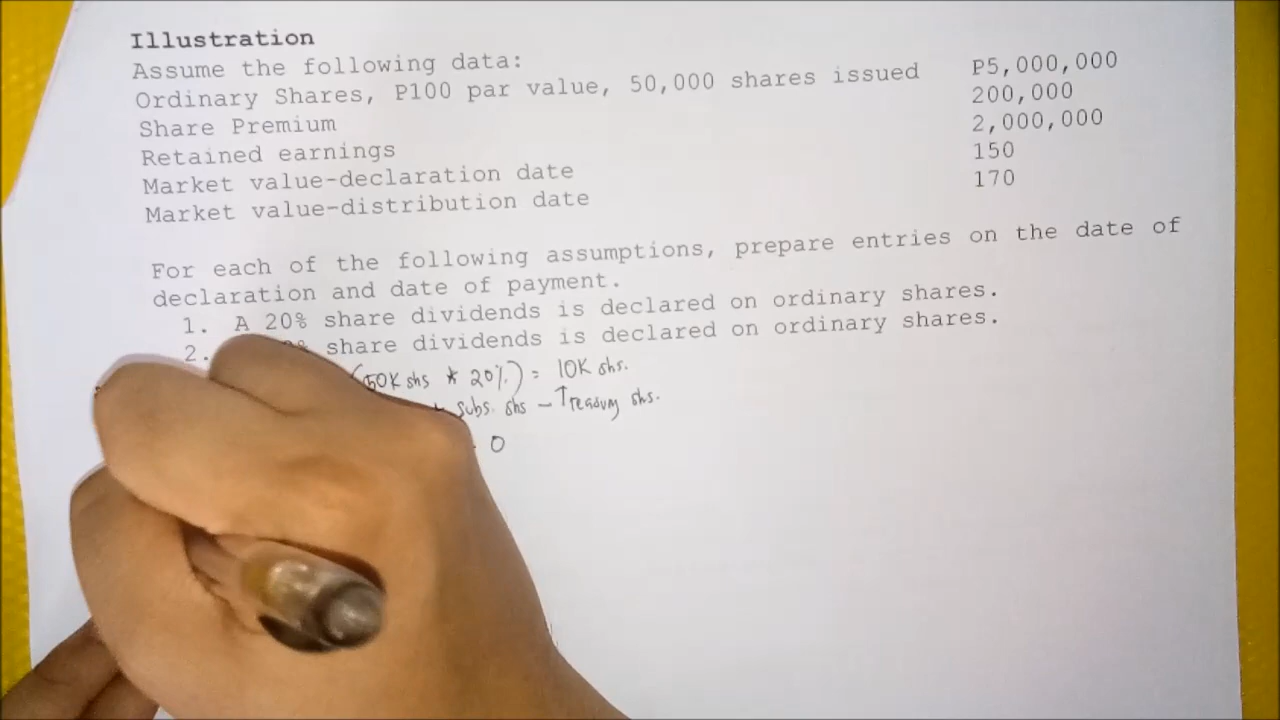 Illustration
Assume the following data:
Ordinary Shares, P100 par value, 50,000 shares issued P5,000,000
Share Premium 200,000
Retained earnings 2,000,000
Market value-declaration date 150
Market value-distribution date 170
For each of the following assumptions, prepare entries on the date of
declaration and date of payment.
1. A 20% share dividends is declared on ordinary shares.
2. % share dividends is declared on ordinary shares.
(50K shs * 20%) = 10K shs.
+ subs. shs - Treasury shs.
0